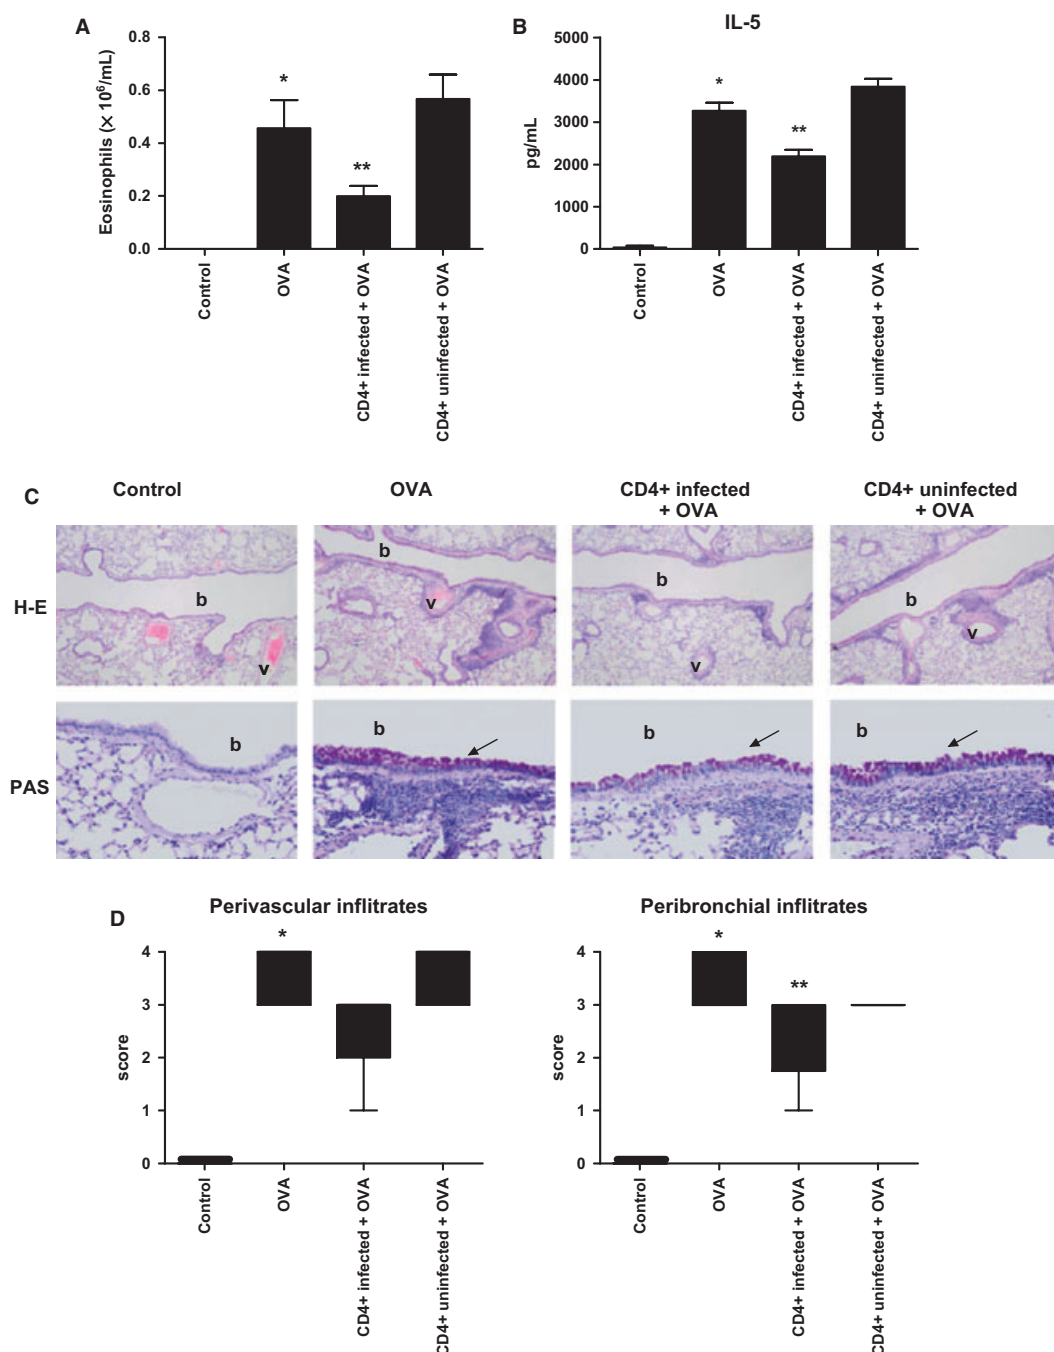 A
Eosinophils (× 10⁶/mL)
0.8
0.6
0.4
0.2
0.0
*
**
Control
OVA
CD4+ infected + OVA
CD4+ uninfected + OVA
B
IL-5
pg/mL
5000
4000
3000
2000
1000
0
*
**
Control
OVA
CD4+ infected + OVA
CD4+ uninfected + OVA
C
Control
OVA
CD4+ infected
+ OVA
CD4+ uninfected
+ OVA
H-E
b
v
b
v
b
v
b
v
PAS
b
b
b
b
D
Perivascular inflitrates
score
4
3
2
1
0
*
Control
OVA
CD4+ infected + OVA
CD4+ uninfected + OVA
Peribronchial inflitrates
score
4
3
2
1
0
*
**
Control
OVA
CD4+ infected + OVA
CD4+ uninfected + OVA